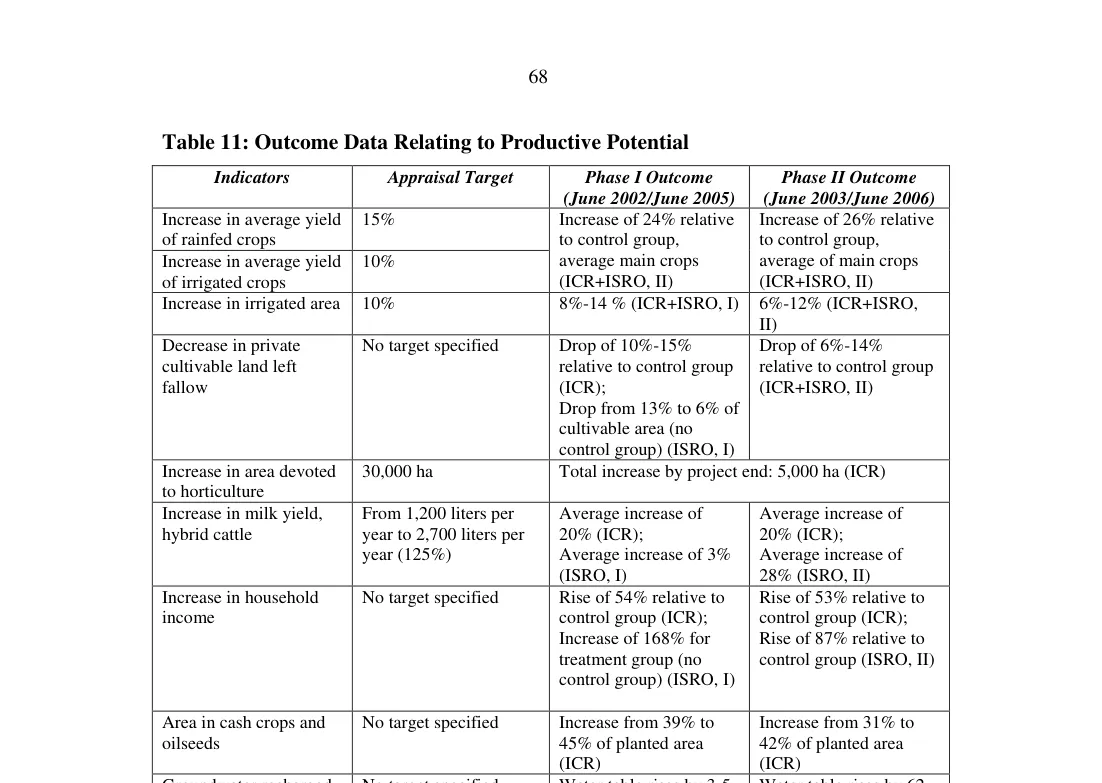 68
Table 11: Outcome Data Relating to Productive Potential
Indicators
Appraisal Target
Phase I Outcome
(June 2002/June 2005)
Phase II Outcome
(June 2003/June 2006)
Increase in average yield
of rainfed crops
15%
Increase of 24% relative
to control group,
average main crops
(ICR+ISRO, II)
Increase of 26% relative
to control group,
average of main crops
(ICR+ISRO, II)
Increase in average yield
of irrigated crops
10%
Increase in irrigated area
10%
8%-14 % (ICR+ISRO, I)
6%-12% (ICR+ISRO,
II)
Decrease in private
cultivable land left
fallow
No target specified
Drop of 10%-15%
relative to control group
(ICR);
Drop from 13% to 6% of
cultivable area (no
control group) (ISRO, I)
Drop of 6%-14%
relative to control group
(ICR+ISRO, II)
Increase in area devoted
to horticulture
30,000 ha
Total increase by project end: 5,000 ha (ICR)
Increase in milk yield,
hybrid cattle
From 1,200 liters per
year to 2,700 liters per
year (125%)
Average increase of
20% (ICR);
Average increase of 3%
(ISRO, I)
Average increase of
20% (ICR);
Average increase of
28% (ISRO, II)
Increase in household
income
No target specified
Rise of 54% relative to
control group (ICR);
Increase of 168% for
treatment group (no
control group) (ISRO, I)
Rise of 53% relative to
control group (ICR);
Rise of 87% relative to
control group (ISRO, II)
Area in cash crops and
oilseeds
No target specified
Increase from 39% to
45% of planted area
(ICR)
Increase from 31% to
42% of planted area
(ICR)
No target specified